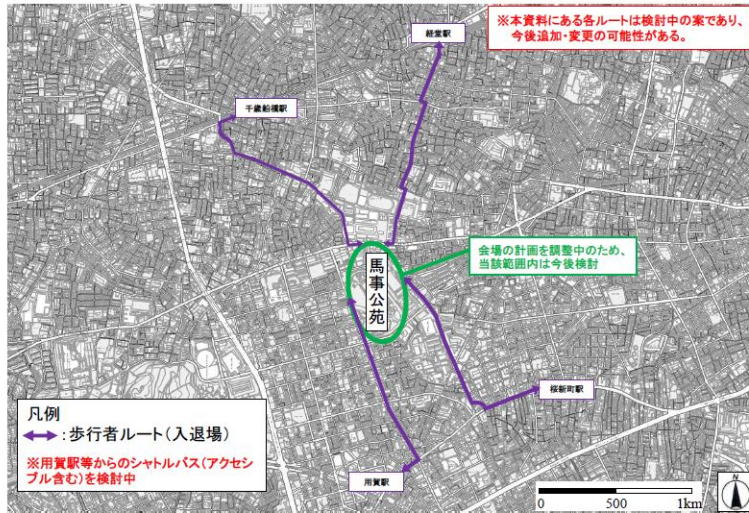 ※本資料にある各ルートは検討中の案であり、
今後追加・変更の可能性がある。
経堂駅
千歳船橋駅
会場の計画を調整中のため、
当該範囲内は今後検討
馬事公苑
桜新町駅
用賀駅
凡例
：歩行者ルート（入退場）
※用賀駅等からのシャトルバス（アクセシ
ブル含む）を検討中
0 500 1km
N